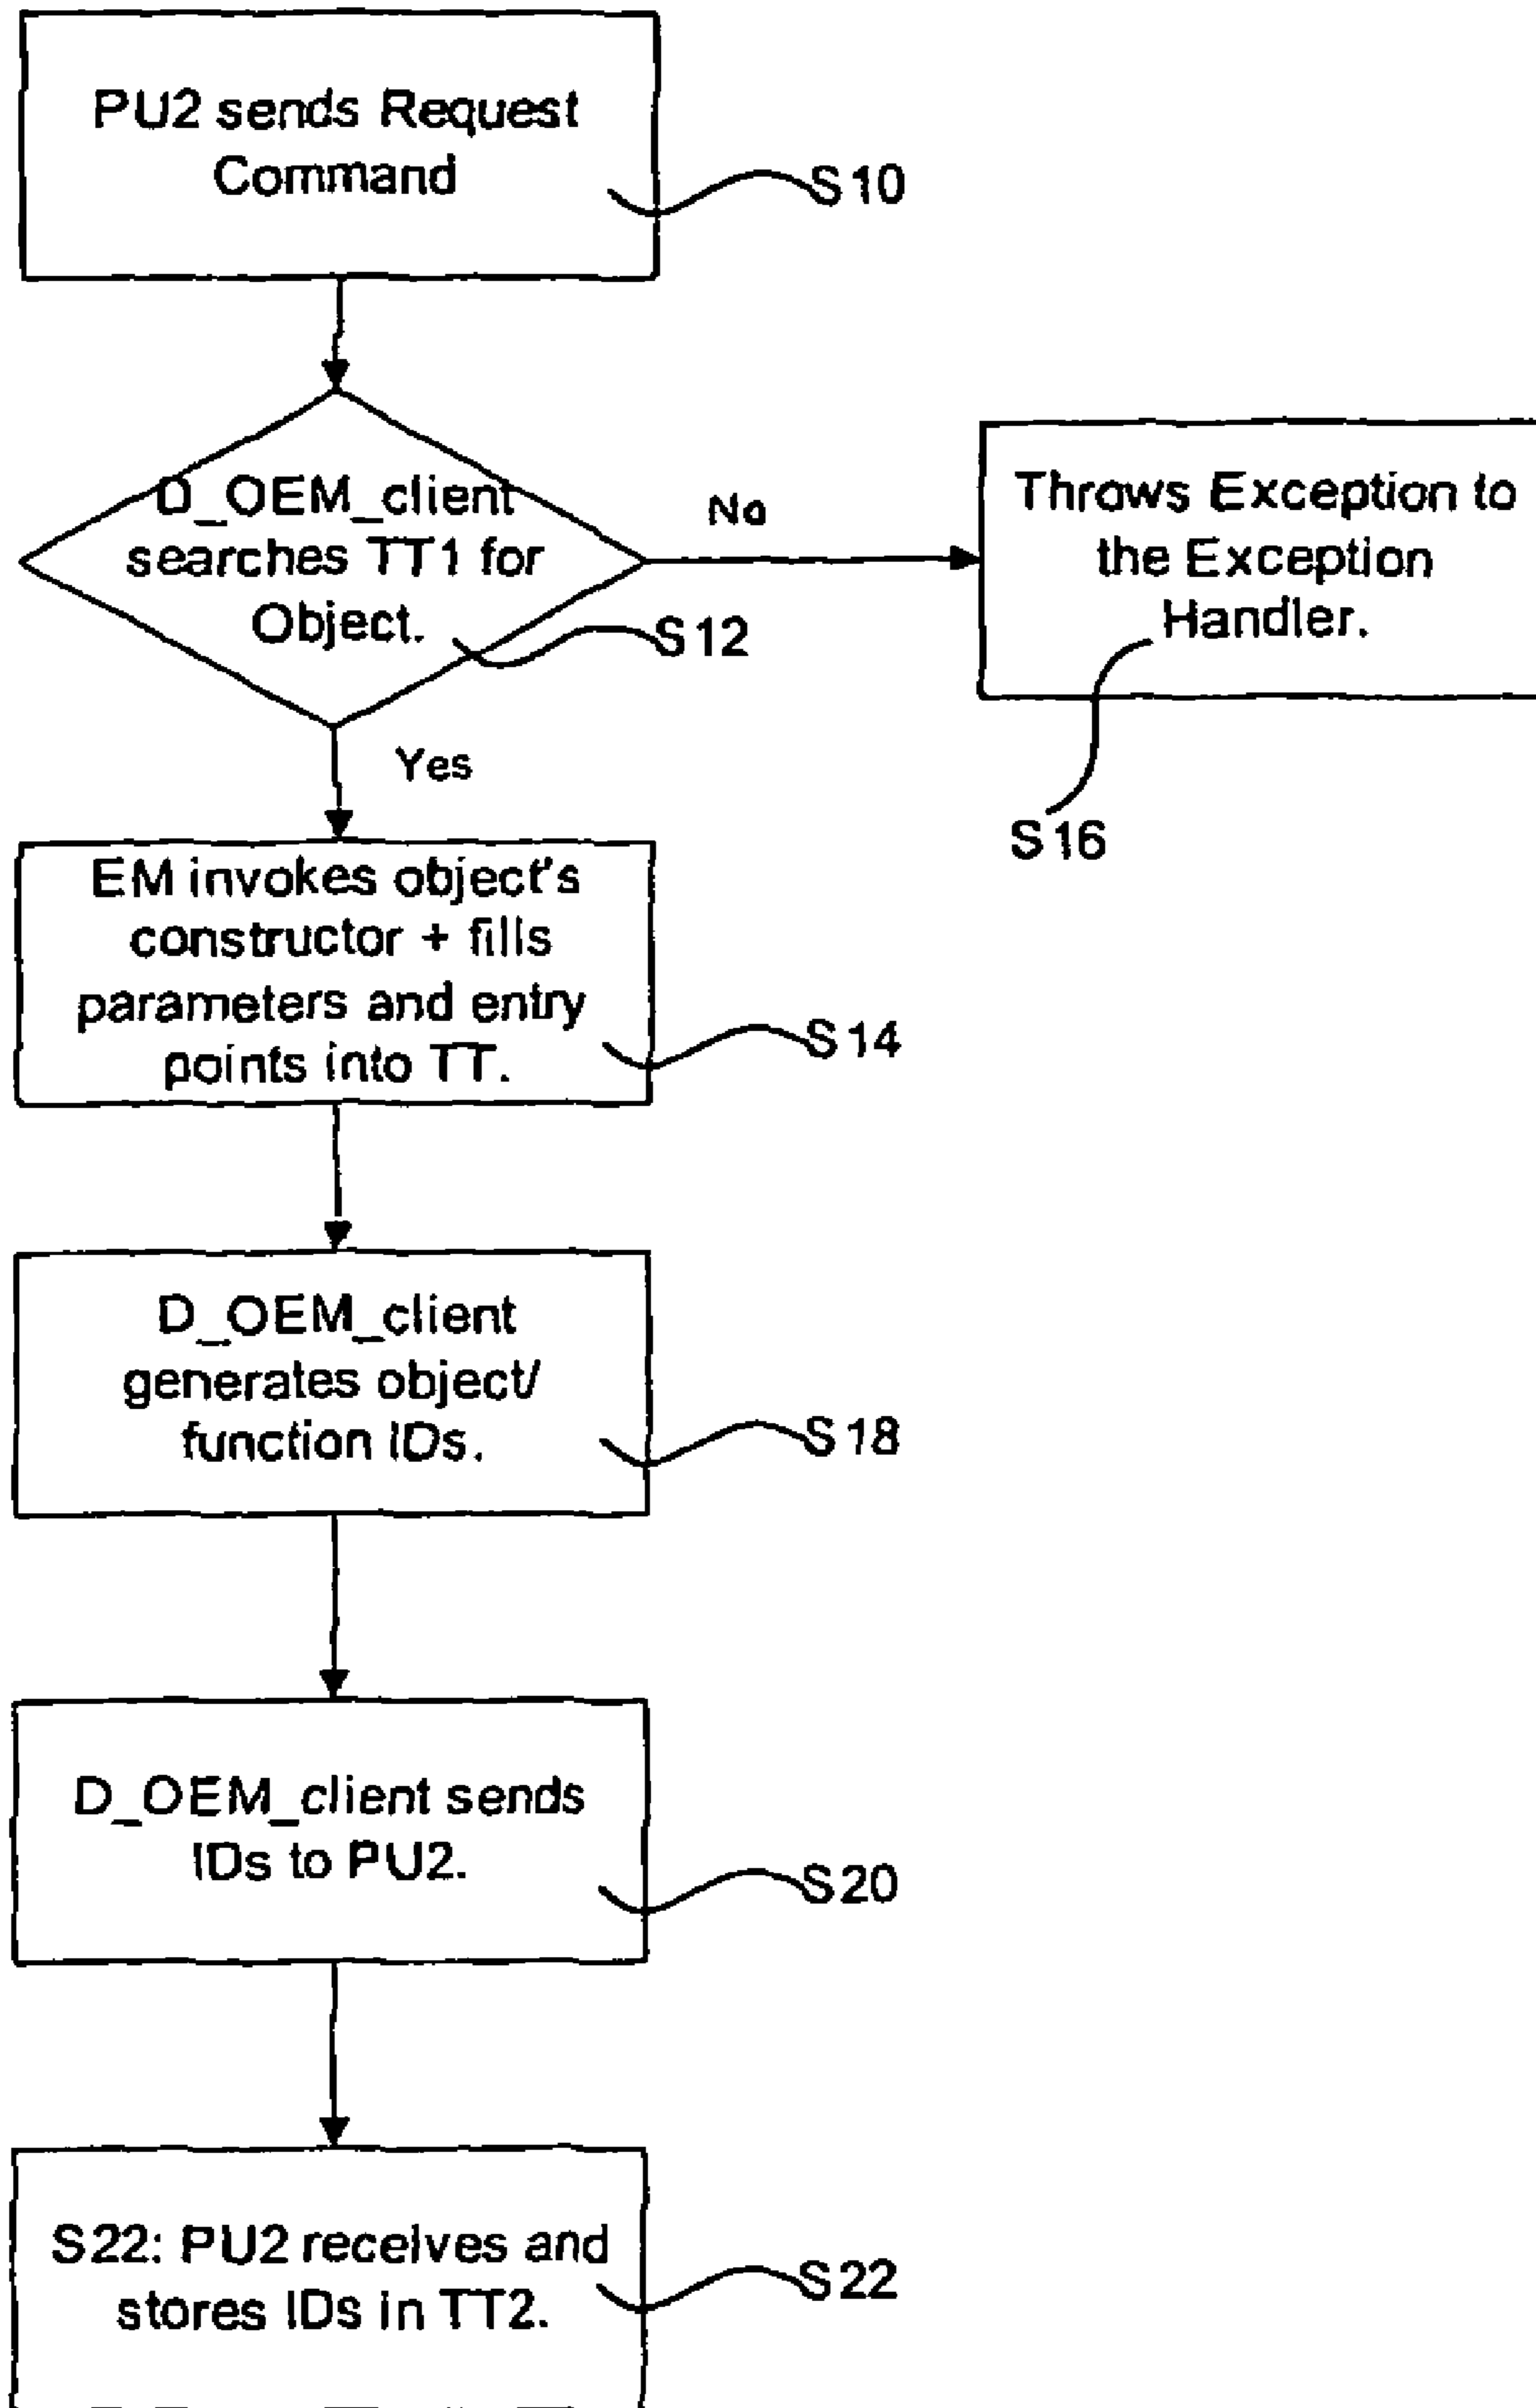 PU2 sends Request
Command
S10
D_OEM_client
searches TT1 for
Object.
S12
No
Throws Exception to
the Exception
Handler.
S16
Yes
EM invokes object's
constructor + fills
parameters and entry
points into TT.
S14
D_OEM_client
generates object/
function IDs.
S18
D_OEM_client sends
IDs to PU2.
S20
S22: PU2 receives and
stores IDs in TT2.
S22